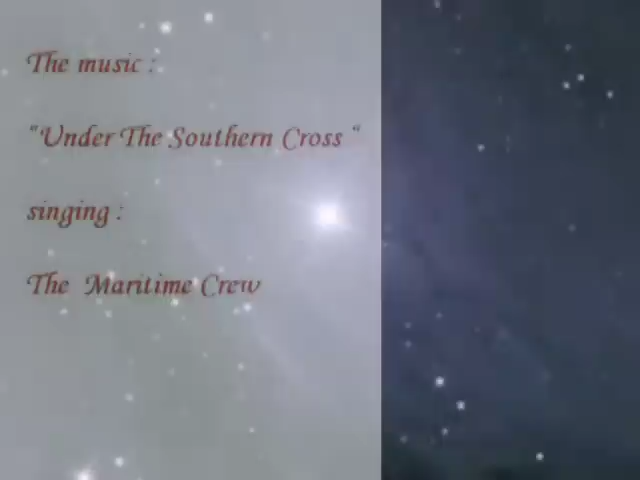 The music :
"Under The Southern Cross "
singing :
The Maritime Crew